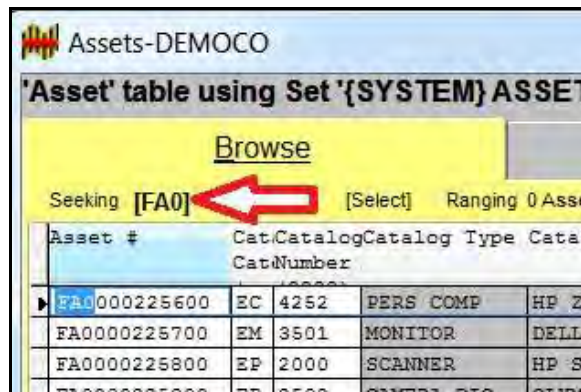 Assets-DEMOCO
'Asset' table using Set '{SYSTEM} ASSET
Browse
Seeking [FA0] [Select] Ranging 0 Asse
Asset # Cat Catalog Catalog Type Cata
Cat Number
FA0000225600 EC 4252 PERS COMP HP
FA0000225700 EM 3501 MONITOR DELL
FA0000225800 EP 2000 SCANNER HP S